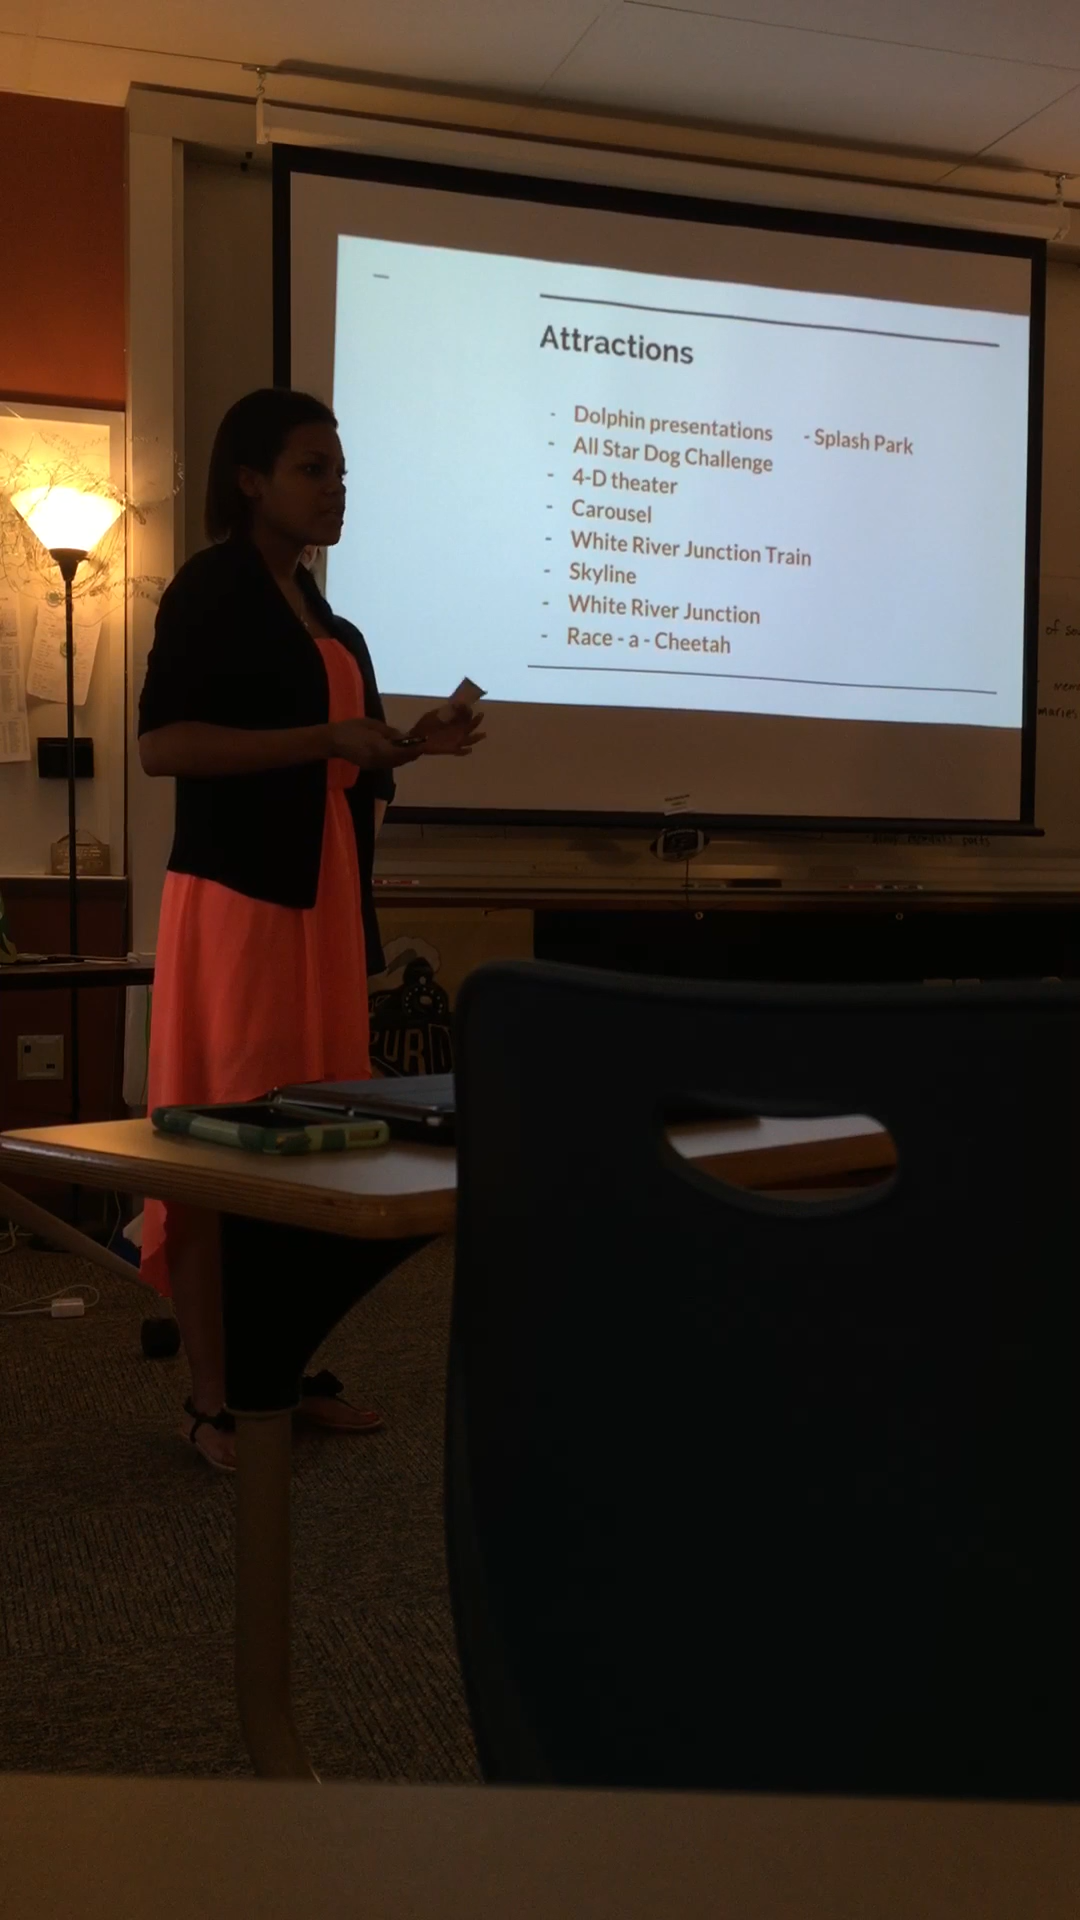 Attractions
- Dolphin presentations - Splash Park
- All Star Dog Challenge
- 4-D theater
- Carousel
- White River Junction Train
- Skyline
- White River Junction
- Race - a - Cheetah
of